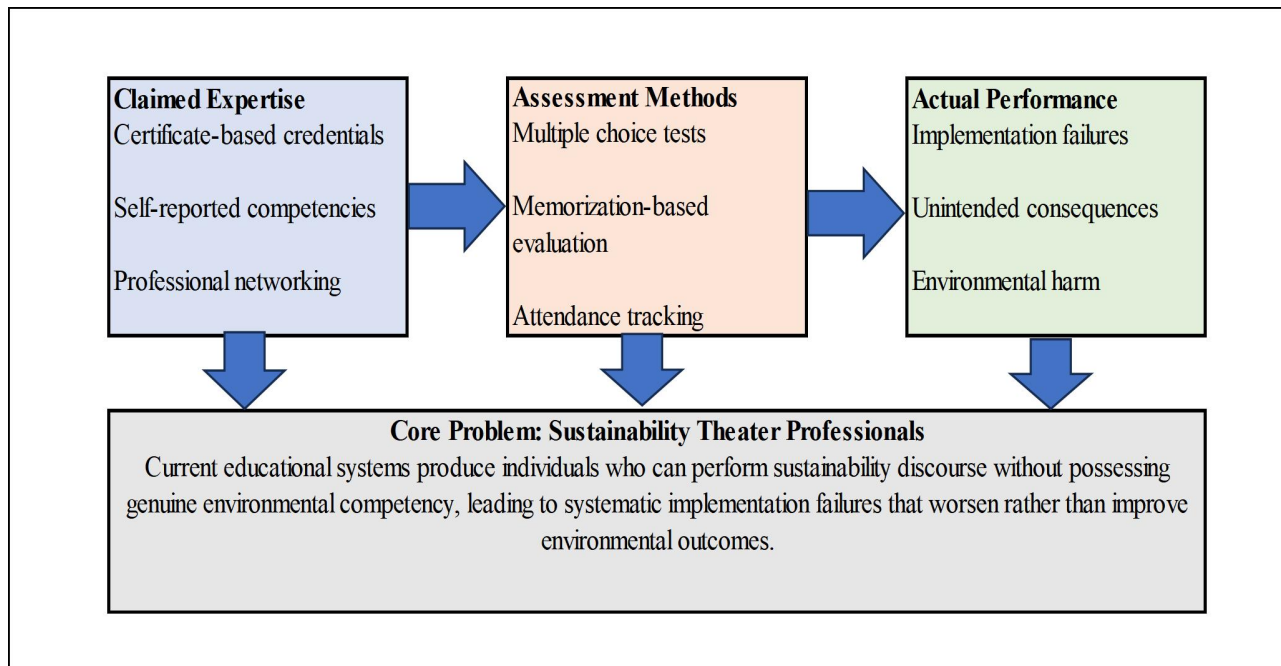 Claimed Expertise
Certificate-based credentials
Self-reported competencies
Professional networking
Assessment Methods
Multiple choice tests
Memorization-based
evaluation
Attendance tracking
Actual Performance
Implementation failures
Unintended consequences
Environmental harm
Core Problem: Sustainability Theater Professionals
Current educational systems produce individuals who can perform sustainability discourse without possessing
genuine environmental competency, leading to systematic implementation failures that worsen rather than improve
environmental outcomes.